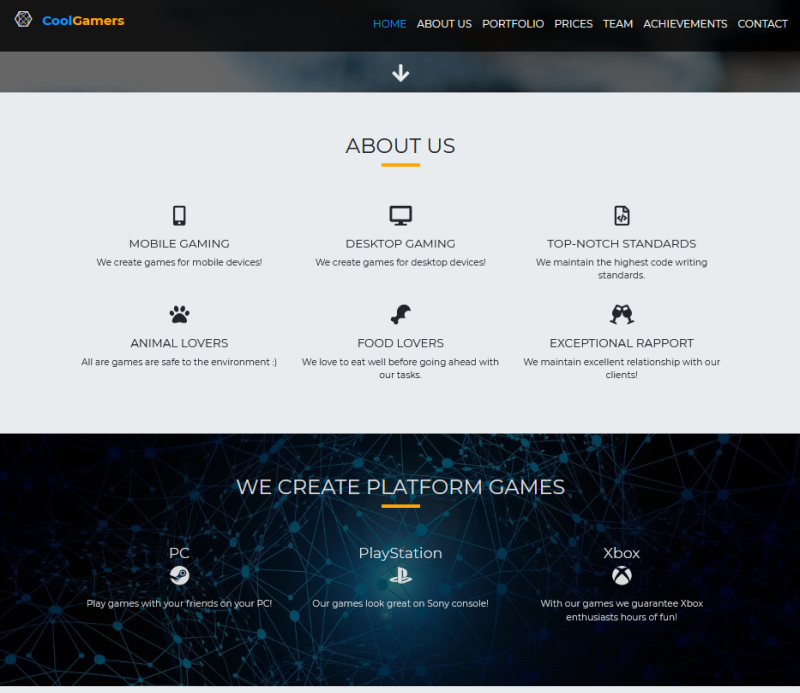 CoolGamers
HOME ABOUT US PORTFOLIO PRICES TEAM ACHIEVEMENTS CONTACT
ABOUT US
MOBILE GAMING
We create games for mobile devices!
DESKTOP GAMING
We create games for desktop devices!
TOP-NOTCH STANDARDS
We maintain the highest code writing
standards.
ANIMAL LOVERS
All are games are safe to the environment :)
FOOD LOVERS
We love to eat well before going ahead with
our tasks.
EXCEPTIONAL RAPPORT
We maintain excellent relationship with our
clients!
WE CREATE PLATFORM GAMES
PC
Play games with your friends on your PC!
PlayStation
Our games look great on Sony console!
Xbox
With our games we guarantee Xbox
enthusiasts hours of fun!